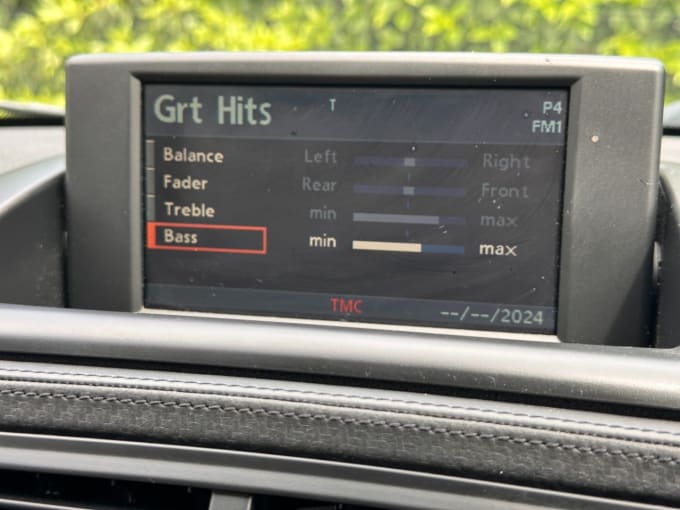 Grt Hits T P4
FM1
Balance Left Right
Fader Rear Front
Treble min max
Bass min max
TMC --/--/2024